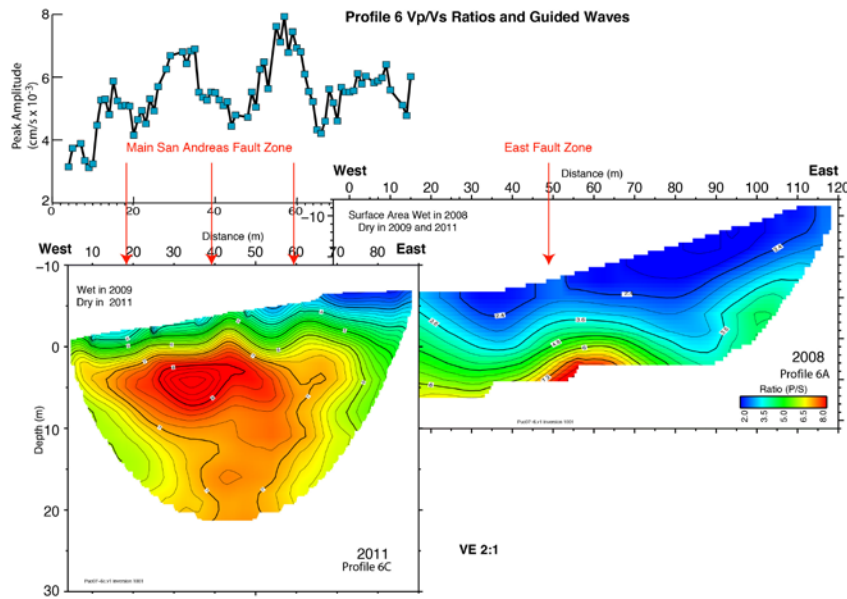 Profile 6 Vp/Vs Ratios and Guided Waves
8
6
4
2
Peak Amplitude
(cm/s x 10⁻³)
0 20 40 60
Main San Andreas Fault Zone
East Fault Zone
West East
Distance (m)
0 10 20 30 40 50 60 70 80 90 100 110 120
−10
Surface Area Wet in 2008
Dry in 2009 and 2011
Distance (m)
West East
10 20 30 40 50 60 70 80
−10
0
10
20
30
Depth (m)
Wet in 2009
Dry in 2011
2008
Profile 6A
Ratio (P/S)
2.0 3.5 5.0 6.5 8.0
2011
Profile 6C
VE 2:1